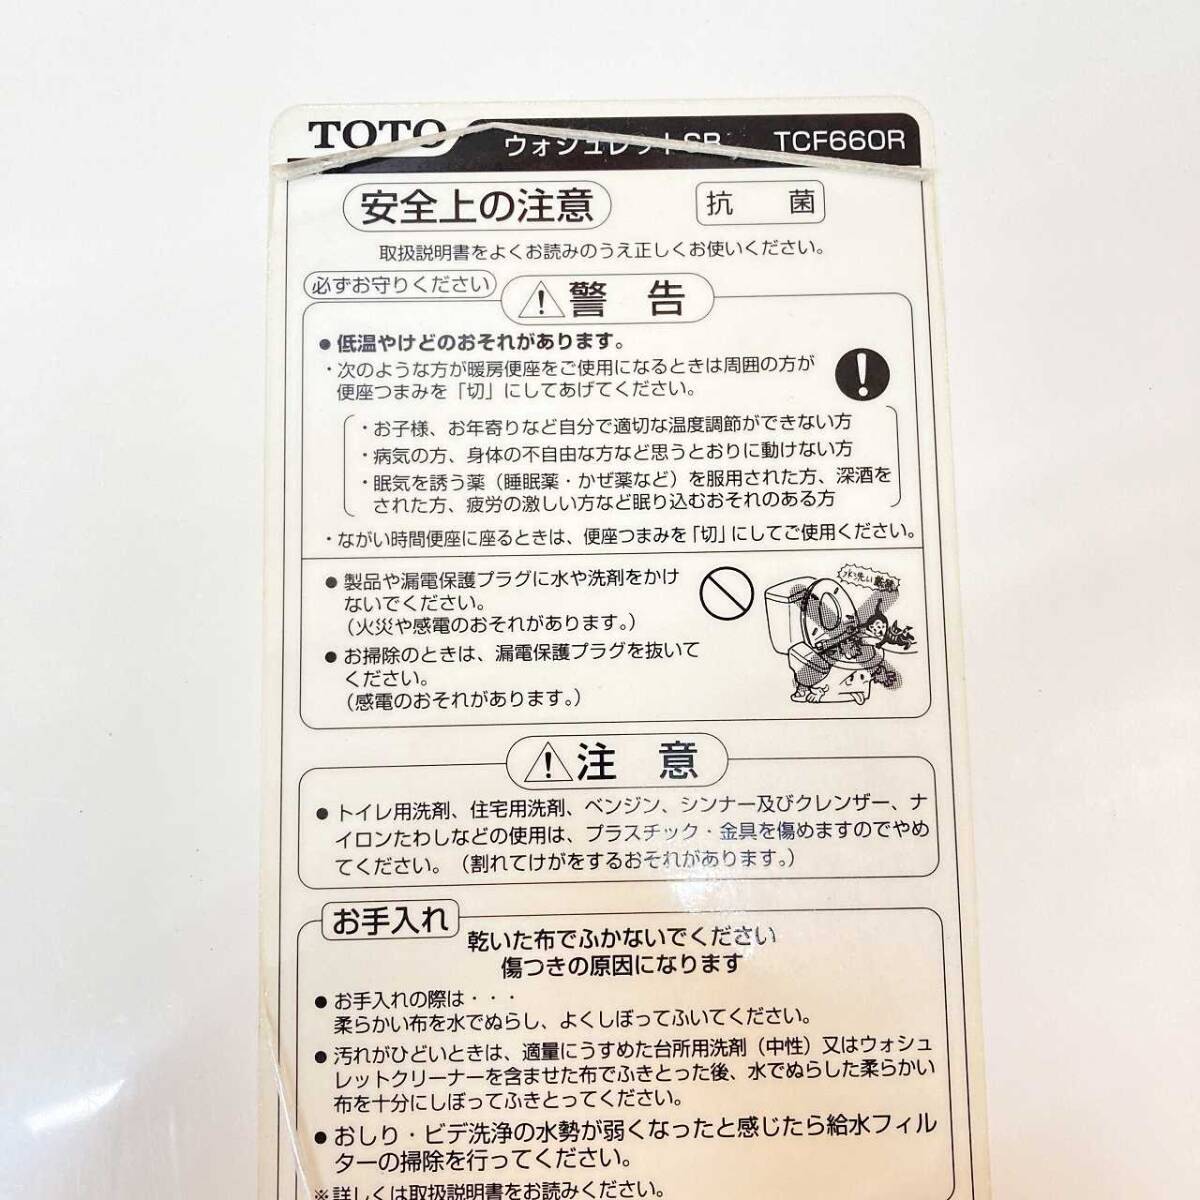 TOTO ウォシュレットSB TCF660R
安全上の注意 抗 菌
取扱説明書をよくお読みのうえ正しくお使いください。
必ずお守りください
警 告
● 低温やけどのおそれがあります。
・次のような方が暖房便座をご使用になるときは周囲の方が
便座つまみを「切」にしてあげてください。
・お子様、お年寄りなど自分で適切な温度調節ができない方
・病気の方、身体の不自由な方など思うとおりに動けない方
・眠気を誘う薬（睡眠薬・かぜ薬など）を服用された方、深酒を
された方、疲労の激しい方など眠り込むおそれのある方
・ながい時間便座に座るときは、便座つまみを「切」にしてご使用ください。
● 製品や漏電保護プラグに水や洗剤をかけ
ないでください。
（火災や感電のおそれがあります。）
● お掃除のときは、漏電保護プラグを抜いて
ください。
（感電のおそれがあります。）
水洗い厳禁
注 意
● トイレ用洗剤、住宅用洗剤、ベンジン、シンナー及びクレンザー、ナ
イロンたわしなどの使用は、プラスチック・金具を傷めますのでやめ
てください。（割れてけがをするおそれがあります。）
お手入れ
乾いた布でふかないでください
傷つきの原因になります
● お手入れの際は・・・
柔らかい布を水でぬらし、よくしぼってふいてください。
● 汚れがひどいときは、適量にうすめた台所用洗剤（中性）又はウォシュ
レットクリーナーを含ませた布でふきとった後、水でぬらした柔らかい
布を十分にしぼってふきとってください。
● おしり・ビデ洗浄の水勢が弱くなったと感じたら給水フィル
ターの掃除を行ってください。
※詳しくは取扱説明書をお読みください。